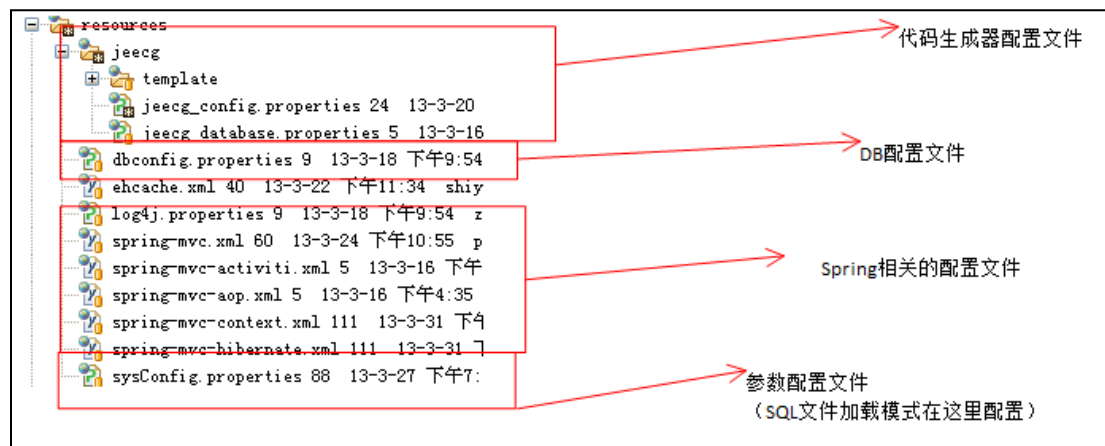 resources
jeecg
代码生成器配置文件
template
jeecg_config.properties 24 13-3-20
jeecg_database.properties 5 13-3-16
dbconfig.properties 9 13-3-18 下午9:54
DB配置文件
ehcache.xml 40 13-3-22 下午11:34 shiy
log4j.properties 9 13-3-18 下午9:54 z
spring-mvc.xml 60 13-3-24 下午10:55 p
spring-mvc-activiti.xml 5 13-3-16 下午
Spring相关的配置文件
spring-mvc-aop.xml 5 13-3-16 下午4:35
spring-mvc-context.xml 111 13-3-31 下午
spring-mvc-hibernate.xml 111 13-3-31
sysConfig.properties 88 13-3-27 下午7:
参数配置文件
（SQL文件加载模式在这里配置）